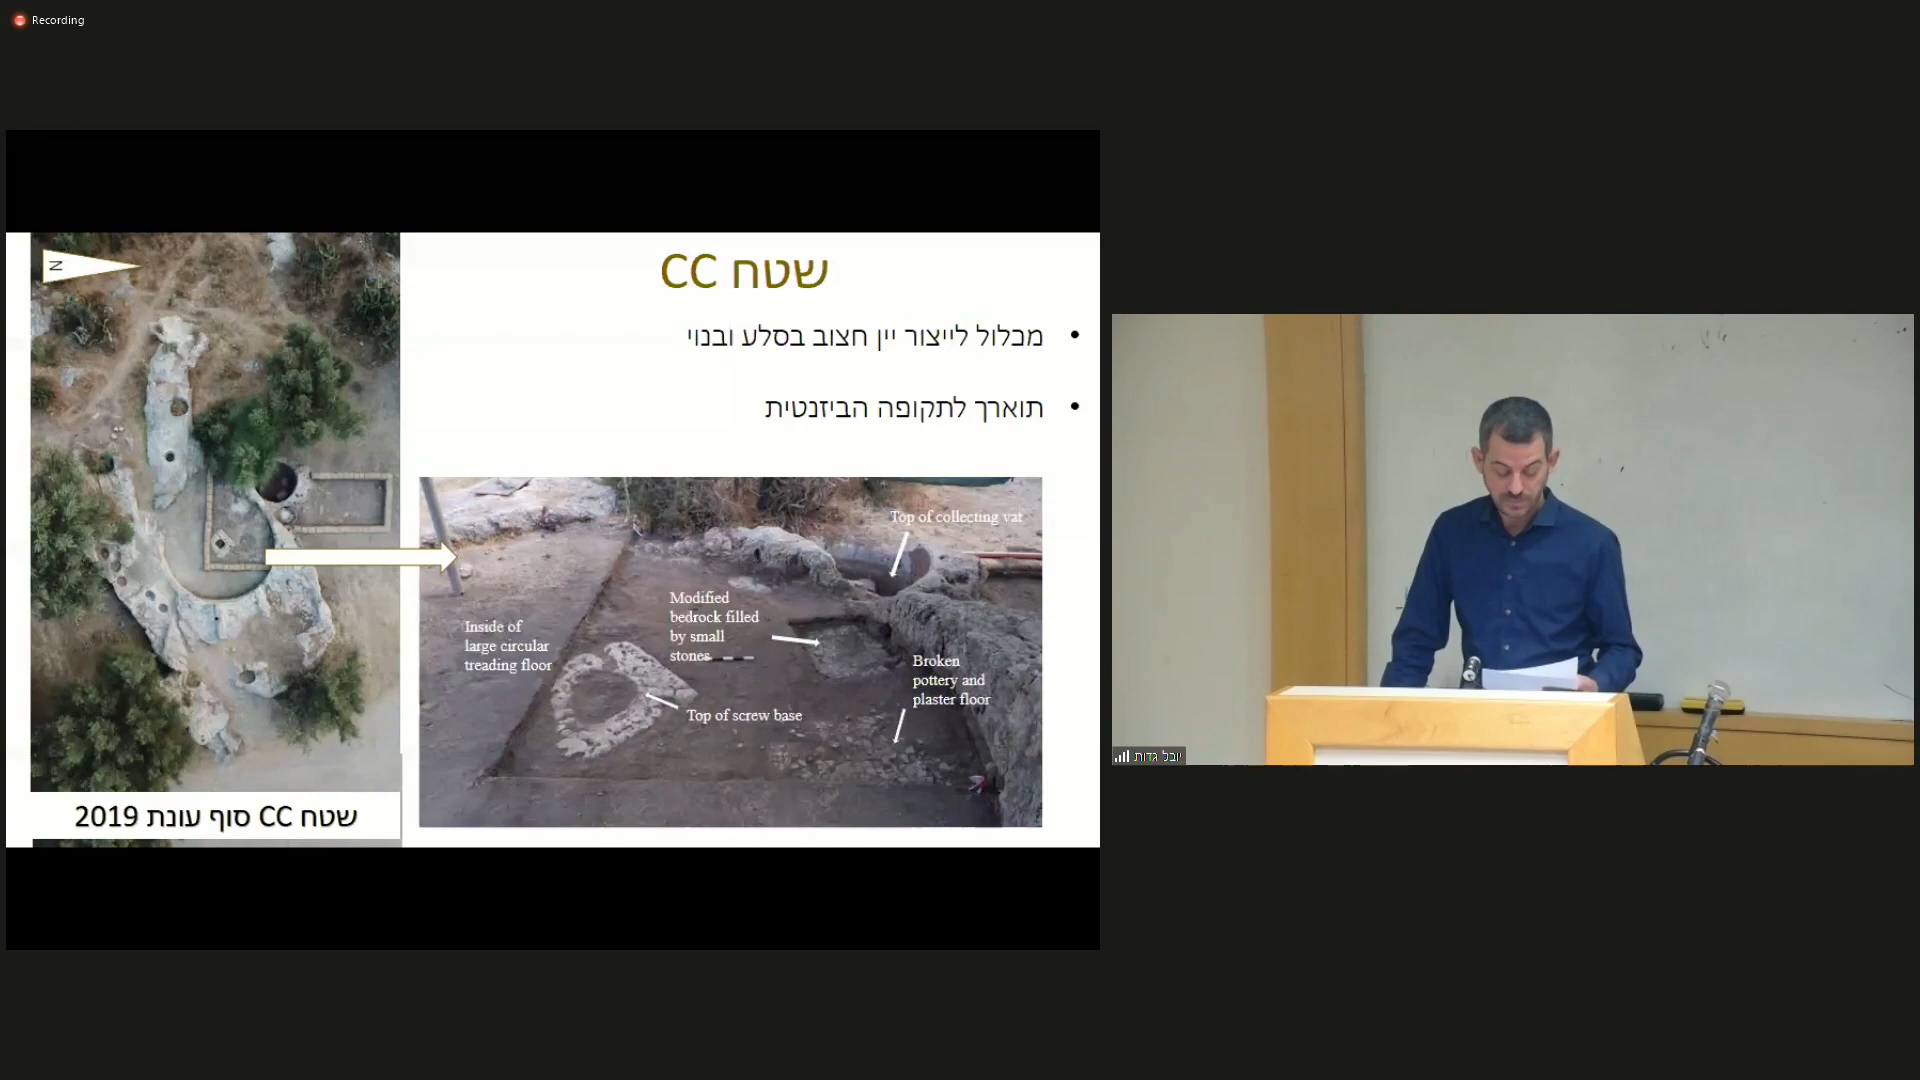 Recording
שטח CC
• מכלול לייצור יין חצוב בסלע ובנוי
• תוארך לתקופה הביזנטית
N
Top of collecting vat
Modified
bedrock filled
by small
stones
Inside of
large circular
treading floor
Broken
pottery and
plaster floor
Top of screw base
שטח CC סוף עונת 2019
יובל גדות